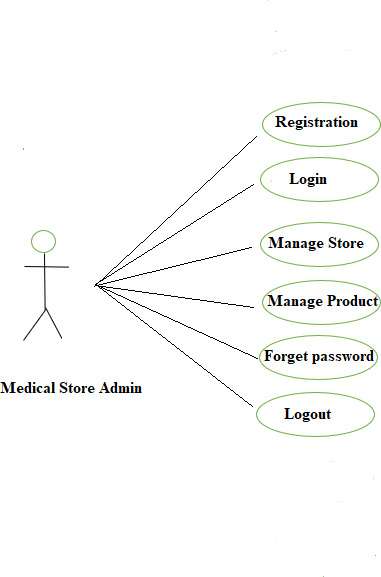 Registration
Login
Manage Store
Manage Product
Forget password
Medical Store Admin
Logout